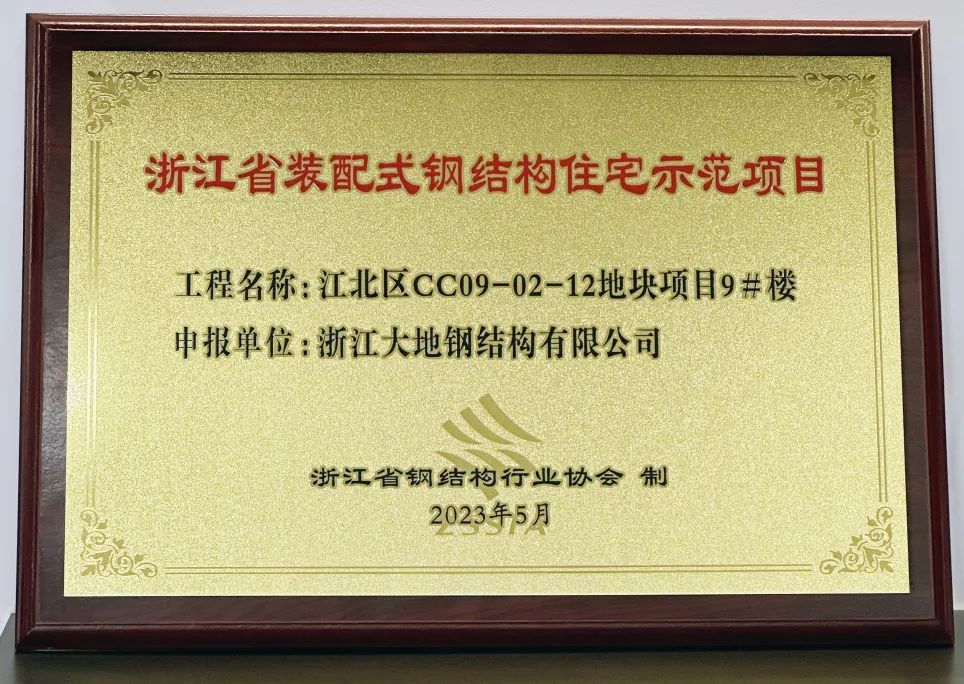 浙江省装配式钢结构住宅示范项目
工程名称:江北区CC09-02-12地块项目9#楼
申报单位:浙江大地钢结构有限公司
浙江省钢结构行业协会 制
2023年5月
ZSSIA